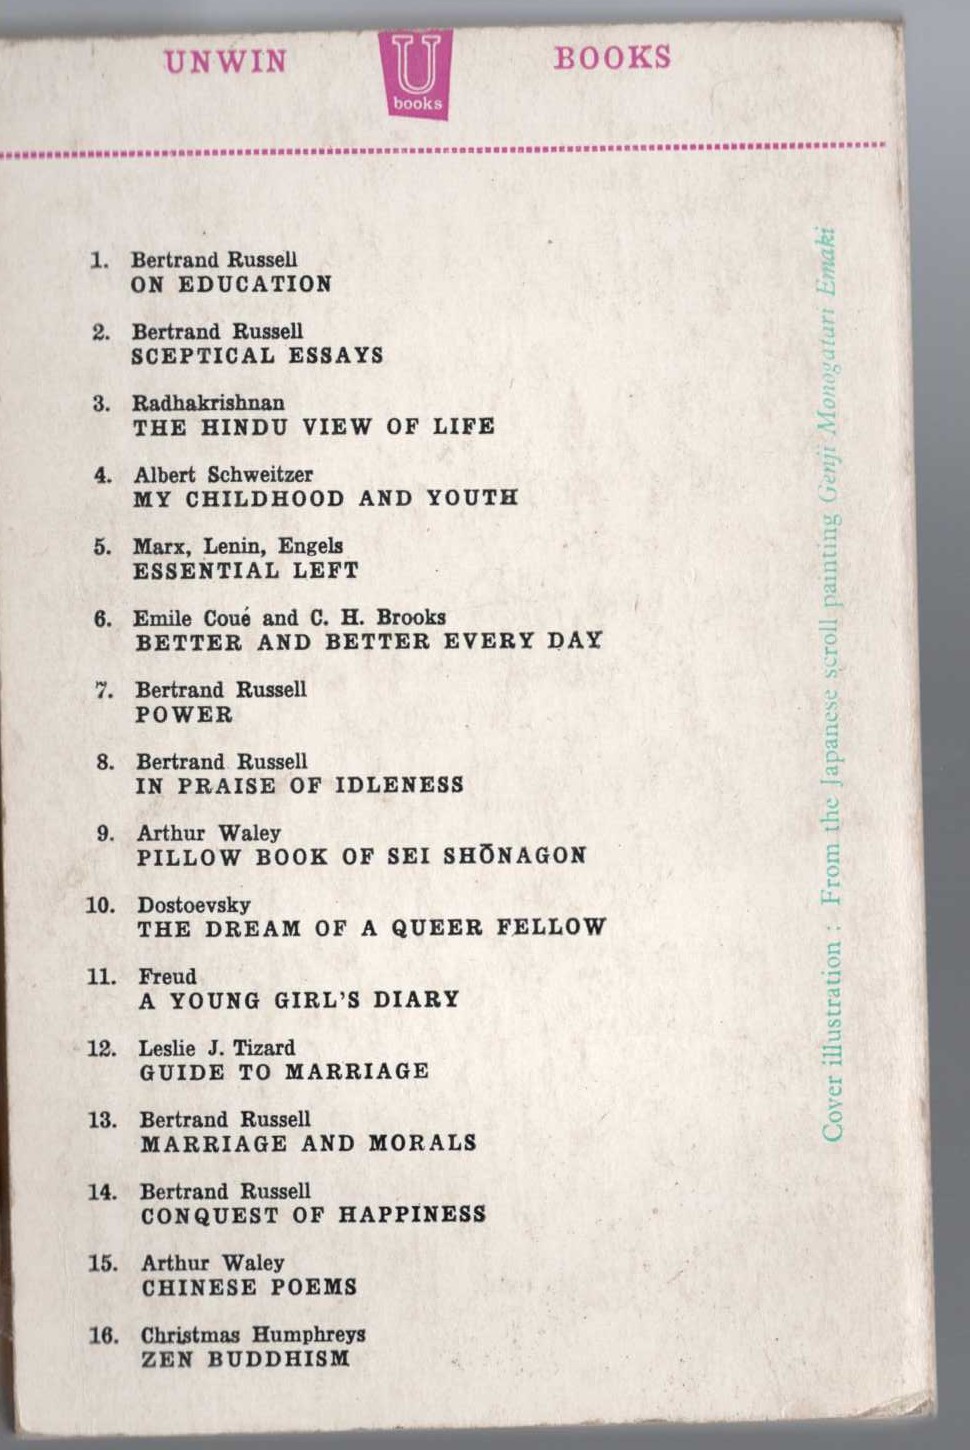 UNWIN
U
books
BOOKS
1. Bertrand Russell
ON EDUCATION
2. Bertrand Russell
SCEPTICAL ESSAYS
3. Radhakrishnan
THE HINDU VIEW OF LIFE
4. Albert Schweitzer
MY CHILDHOOD AND YOUTH
5. Marx, Lenin, Engels
ESSENTIAL LEFT
6. Emile Coué and C. H. Brooks
BETTER AND BETTER EVERY DAY
7. Bertrand Russell
POWER
8. Bertrand Russell
IN PRAISE OF IDLENESS
9. Arthur Waley
PILLOW BOOK OF SEI SHŌNAGON
10. Dostoevsky
THE DREAM OF A QUEER FELLOW
11. Freud
A YOUNG GIRL'S DIARY
12. Leslie J. Tizard
GUIDE TO MARRIAGE
13. Bertrand Russell
MARRIAGE AND MORALS
14. Bertrand Russell
CONQUEST OF HAPPINESS
15. Arthur Waley
CHINESE POEMS
16. Christmas Humphreys
ZEN BUDDHISM
Cover illustration : From the Japanese scroll painting Genji Monogatari Emaki